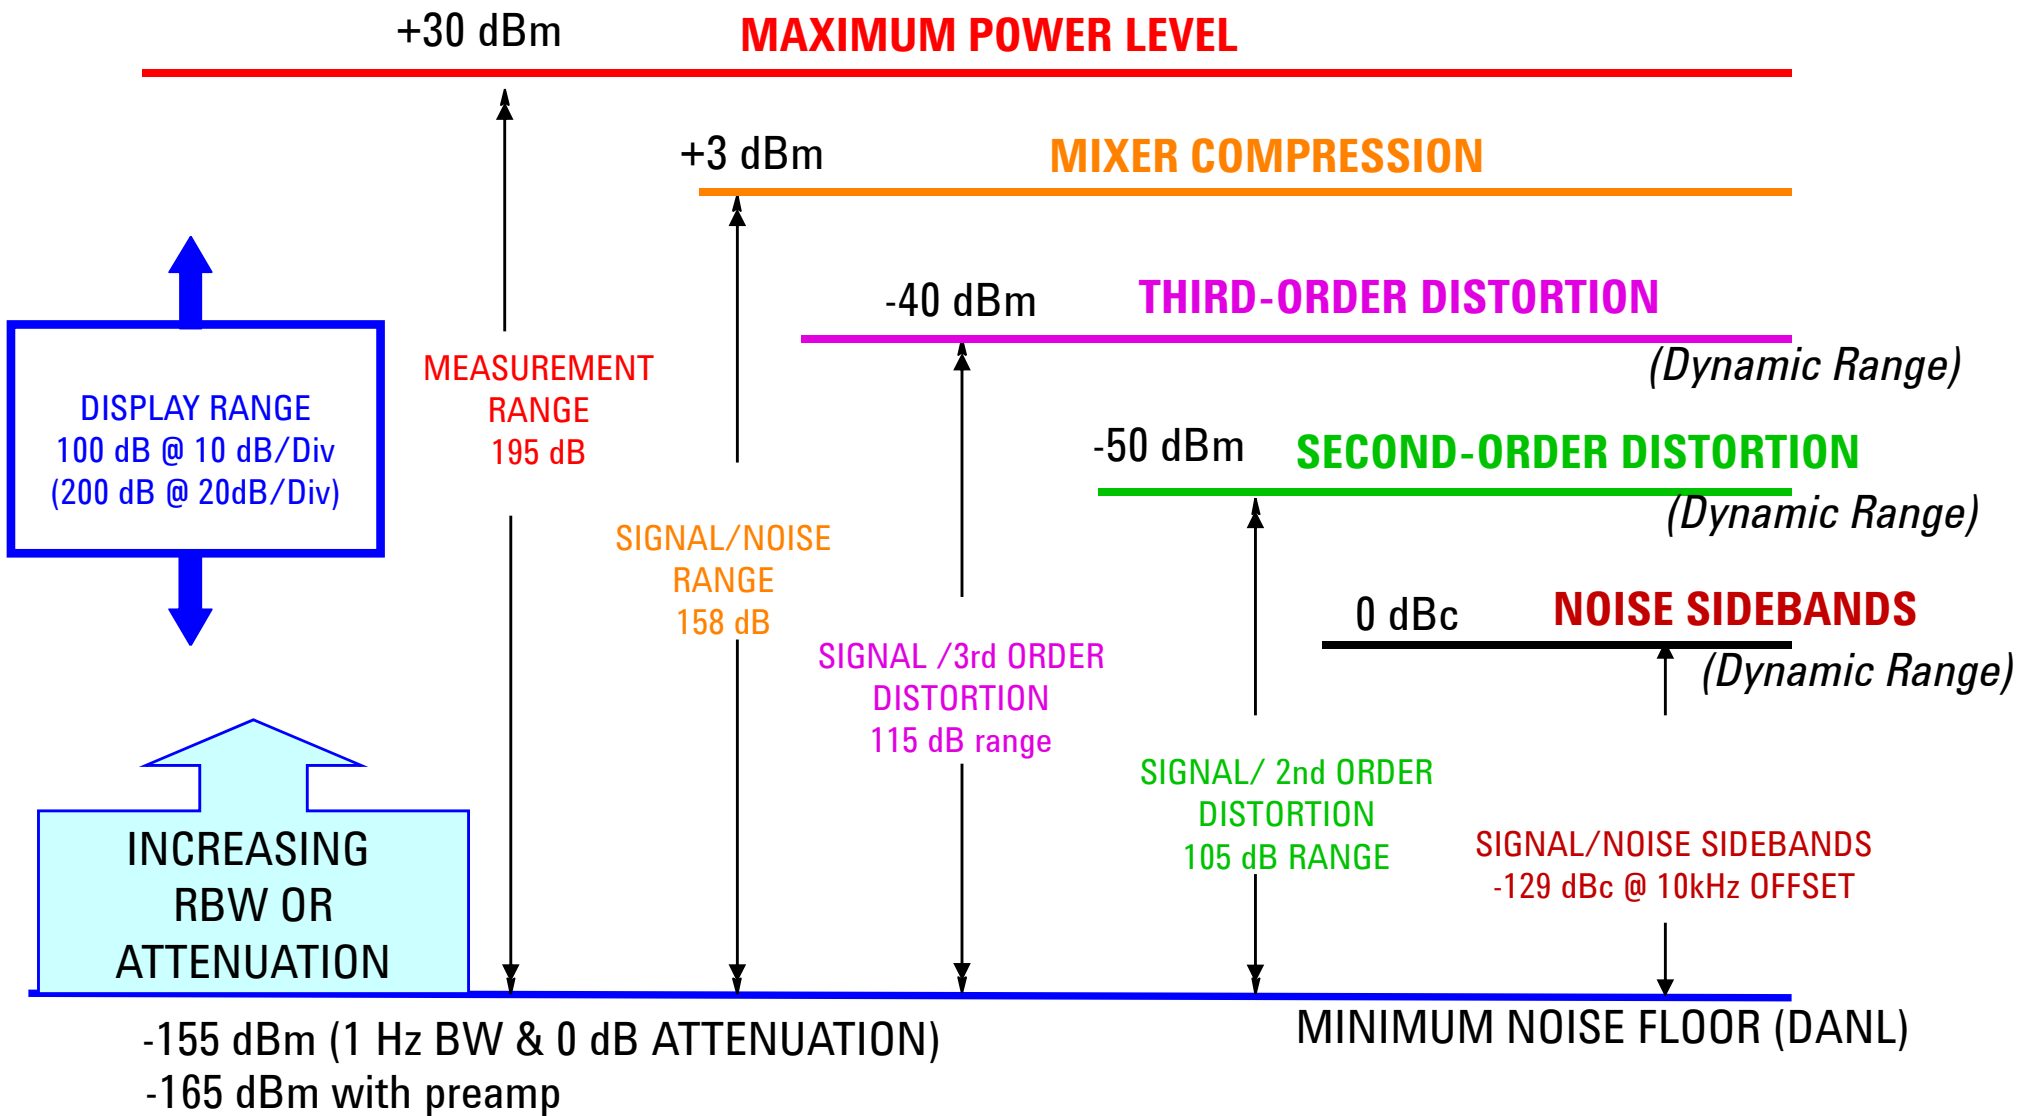 +30 dBm
MAXIMUM POWER LEVEL
+3 dBm
MIXER COMPRESSION
-40 dBm
THIRD-ORDER DISTORTION
(Dynamic Range)
DISPLAY RANGE
100 dB @ 10 dB/Div
(200 dB @ 20dB/Div)
MEASUREMENT
RANGE
195 dB
-50 dBm
SECOND-ORDER DISTORTION
(Dynamic Range)
SIGNAL/NOISE
RANGE
158 dB
0 dBc
NOISE SIDEBANDS
(Dynamic Range)
SIGNAL /3rd ORDER
DISTORTION
115 dB range
SIGNAL/ 2nd ORDER
DISTORTION
105 dB RANGE
SIGNAL/NOISE SIDEBANDS
-129 dBc @ 10kHz OFFSET
INCREASING
RBW OR
ATTENUATION
-155 dBm (1 Hz BW & 0 dB ATTENUATION)
-165 dBm with preamp
MINIMUM NOISE FLOOR (DANL)